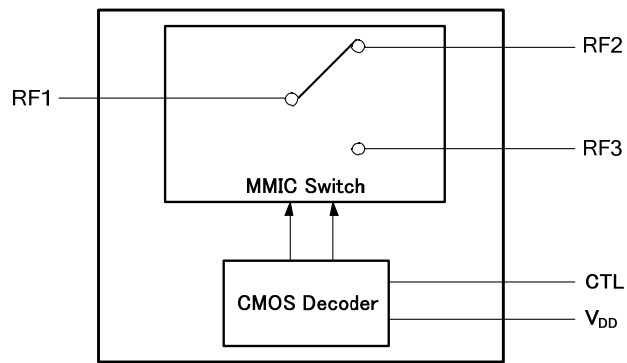 RF1
RF2
RF3
MMIC Switch
CMOS Decoder
CTL
VDD